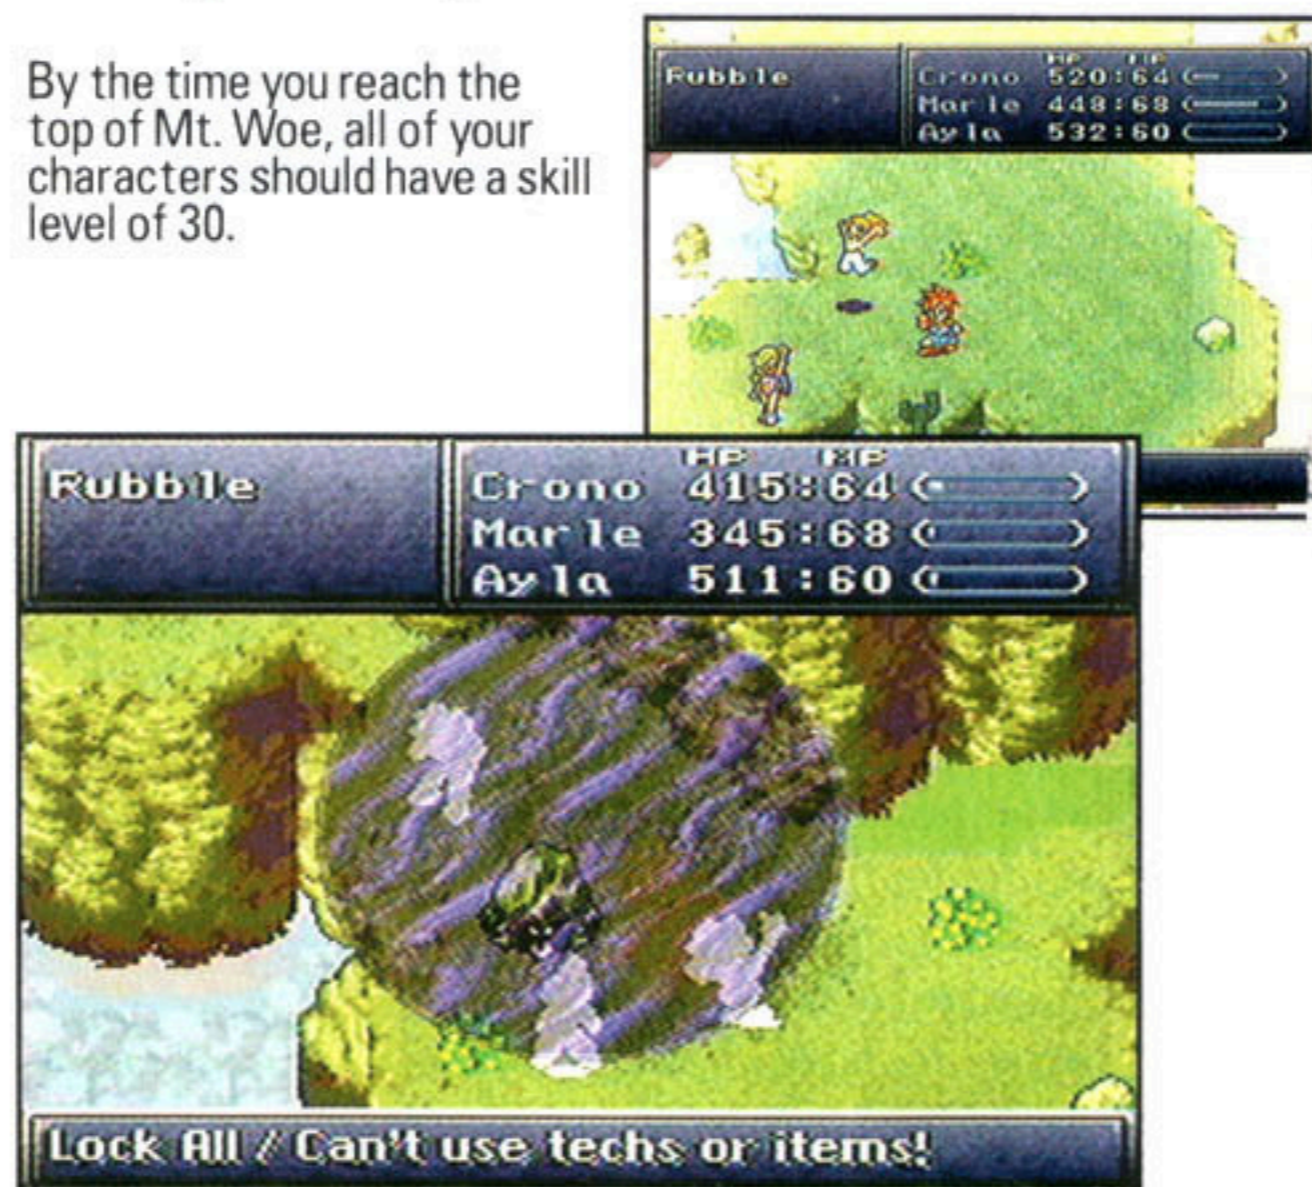 By the time you reach the
top of Mt. Woe, all of your
characters should have a skill
level of 30.
HP MP
Rubble Crono 520:64
Marle 448:68
Ayla 532:60
HP MP
Rubble Crono 415:64
Marle 345:68
Ayla 511:60
Lock All / Can't use techs or items!